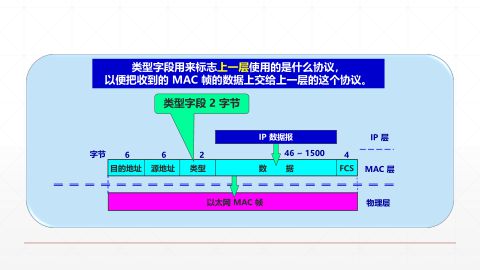 类型字段用来标志上一层使用的是什么协议，
以便把收到的 MAC 帧的数据上交给上一层的这个协议。
类型字段 2 字节
IP 数据报
IP 层
字节
6
6
2
46 ~ 1500
4
目的地址
源地址
类型
数 据
FCS
MAC 层
以太网 MAC 帧
物理层